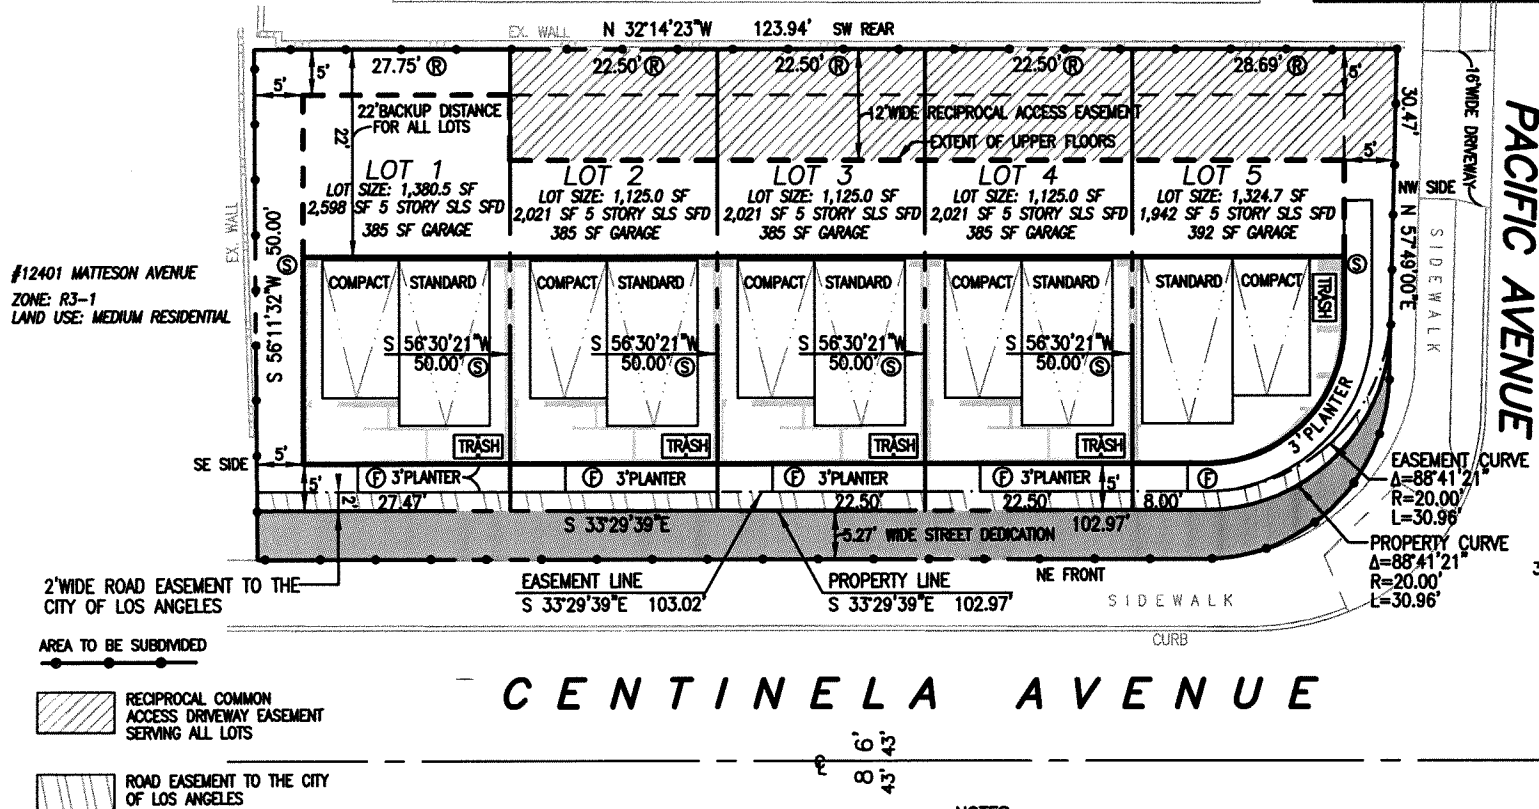 EX. WALL
N 32°14'23"W 123.94' SW REAR
27.75' R
22.50' R
22.50' R
22.50' R
28.69' R
5'
5'
5'
5'
22' BACKUP DISTANCE
FOR ALL LOTS
22'
12' WIDE RECIPROCAL ACCESS EASEMENT
EXTENT OF UPPER FLOORS
30.47'
16' WIDE DRIVEWAY
PACIFIC AVENUE
LOT 1
LOT SIZE: 1,380.5 SF
2,598 SF 5 STORY SLS SFD
385 SF GARAGE
LOT 2
LOT SIZE: 1,125.0 SF
2,021 SF 5 STORY SLS SFD
385 SF GARAGE
LOT 3
LOT SIZE: 1,125.0 SF
2,021 SF 5 STORY SLS SFD
385 SF GARAGE
LOT 4
LOT SIZE: 1,125.0 SF
2,021 SF 5 STORY SLS SFD
385 SF GARAGE
LOT 5
LOT SIZE: 1,324.7 SF
1,942 SF 5 STORY SLS SFD
392 SF GARAGE
NW SIDE
N 57°49'00"E
SIDEWALK
EX. WALL
S 56°11'32"W 50.00'
S
#12401 MATTESON AVENUE
ZONE: R3-1
LAND USE: MEDIUM RESIDENTIAL
COMPACT STANDARD
COMPACT STANDARD
COMPACT STANDARD
COMPACT STANDARD
STANDARD COMPACT
TRASH
S
S 56°30'21"W
50.00' S
S 56°30'21"W
50.00' S
S 56°30'21"W
50.00' S
S 56°30'21"W
50.00' S
TRASH
TRASH
TRASH
TRASH
3' PLANTER
SE SIDE
5'
5'
2'
F 3' PLANTER
F 3' PLANTER
F 3' PLANTER
F 3' PLANTER
F
5'
27.47'
22.50'
22.50'
8.00'
S 33°29'39"E
102.97'
5.27' WIDE STREET DEDICATION
EASEMENT CURVE
Δ=88°41'21"
R=20.00'
L=30.96'
PROPERTY CURVE
Δ=88°41'21"
R=20.00'
L=30.96'
2' WIDE ROAD EASEMENT TO THE
CITY OF LOS ANGELES
EASEMENT LINE
S 33°29'39"E 103.02'
PROPERTY LINE
S 33°29'39"E 102.97'
NE FRONT
SIDEWALK
CURB
AREA TO BE SUBDIVIDED
RECIPROCAL COMMON
ACCESS DRIVEWAY EASEMENT
SERVING ALL LOTS
CENTINELA AVENUE
8 6'
43' 43'
ROAD EASEMENT TO THE CITY
OF LOS ANGELES